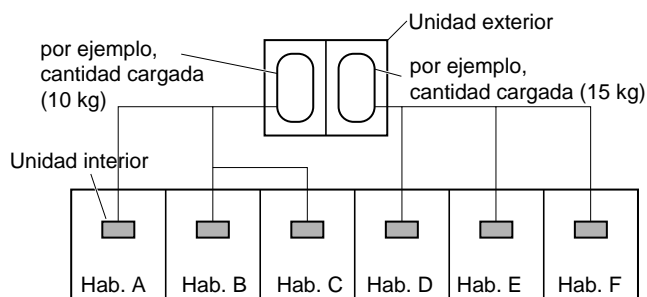 Unidad exterior
por ejemplo,
cantidad cargada
(10 kg)
por ejemplo,
cantidad cargada (15 kg)
Unidad interior
Hab. A
Hab. B
Hab. C
Hab. D
Hab. E
Hab. F